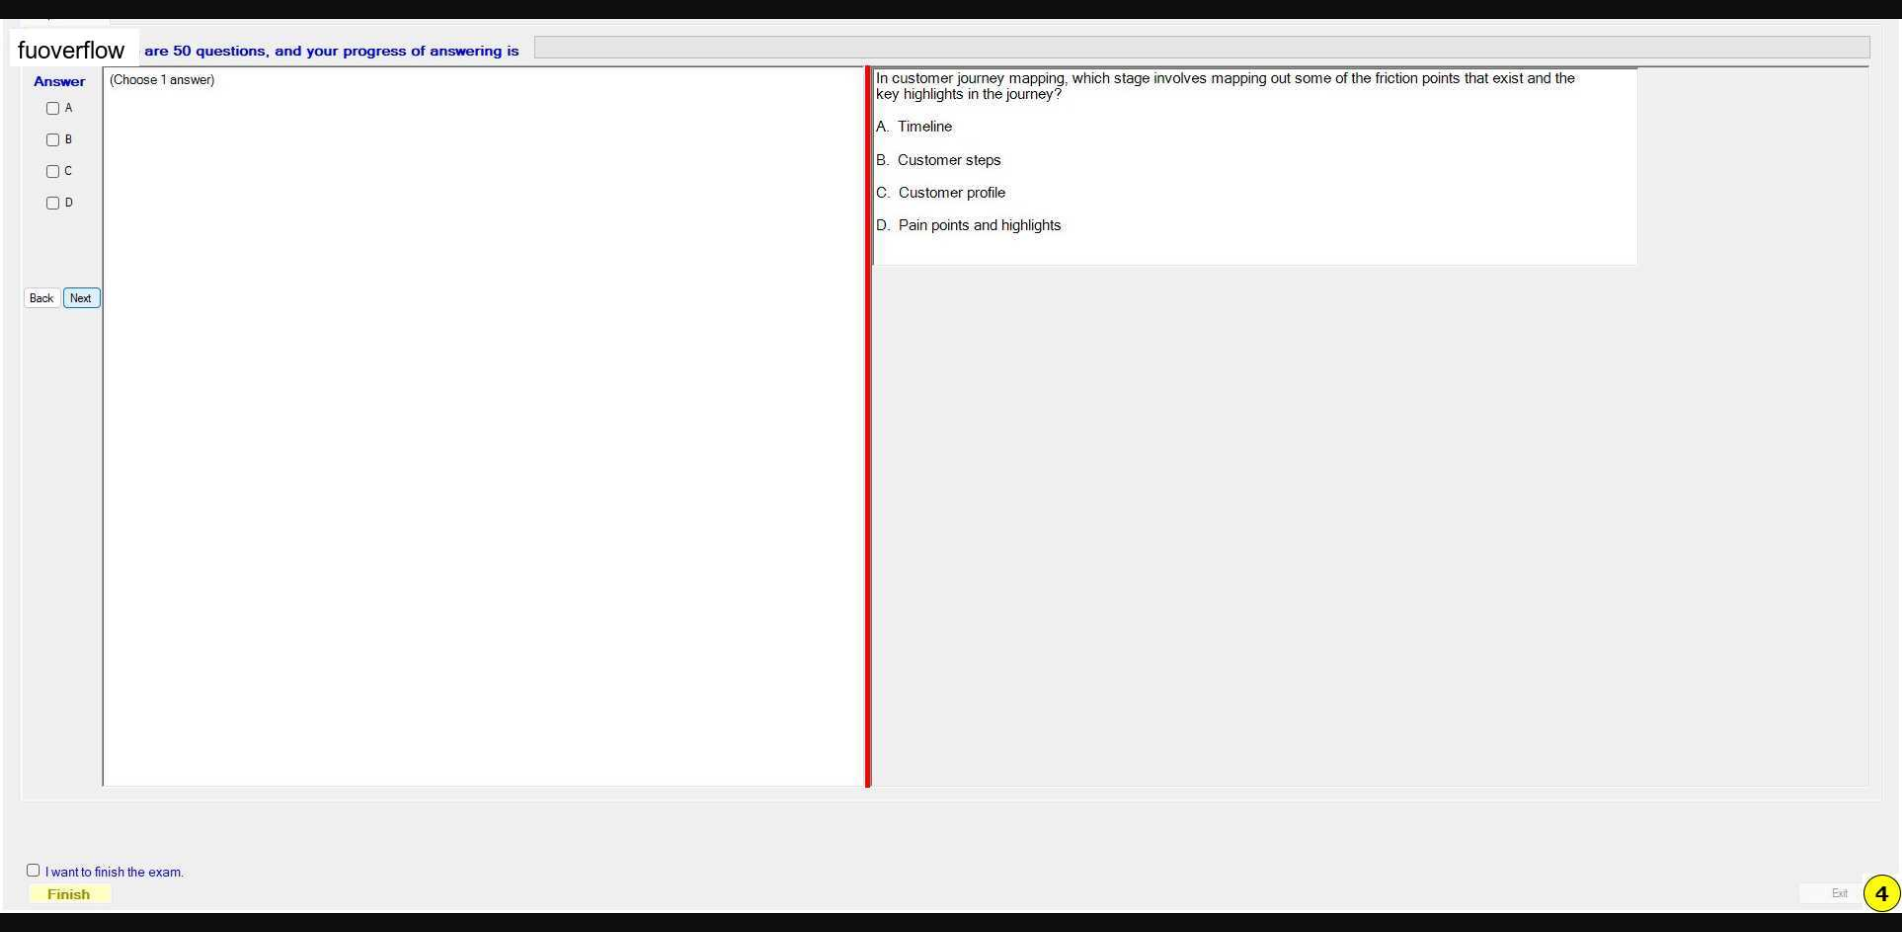 fuoverflow are 50 questions, and your progress of answering is
Answer
A
B
C
D
Back Next
(Choose 1 answer)
In customer journey mapping, which stage involves mapping out some of the friction points that exist and the
key highlights in the journey?
A. Timeline
B. Customer steps
C. Customer profile
D. Pain points and highlights
I want to finish the exam.
Finish
Exit
4